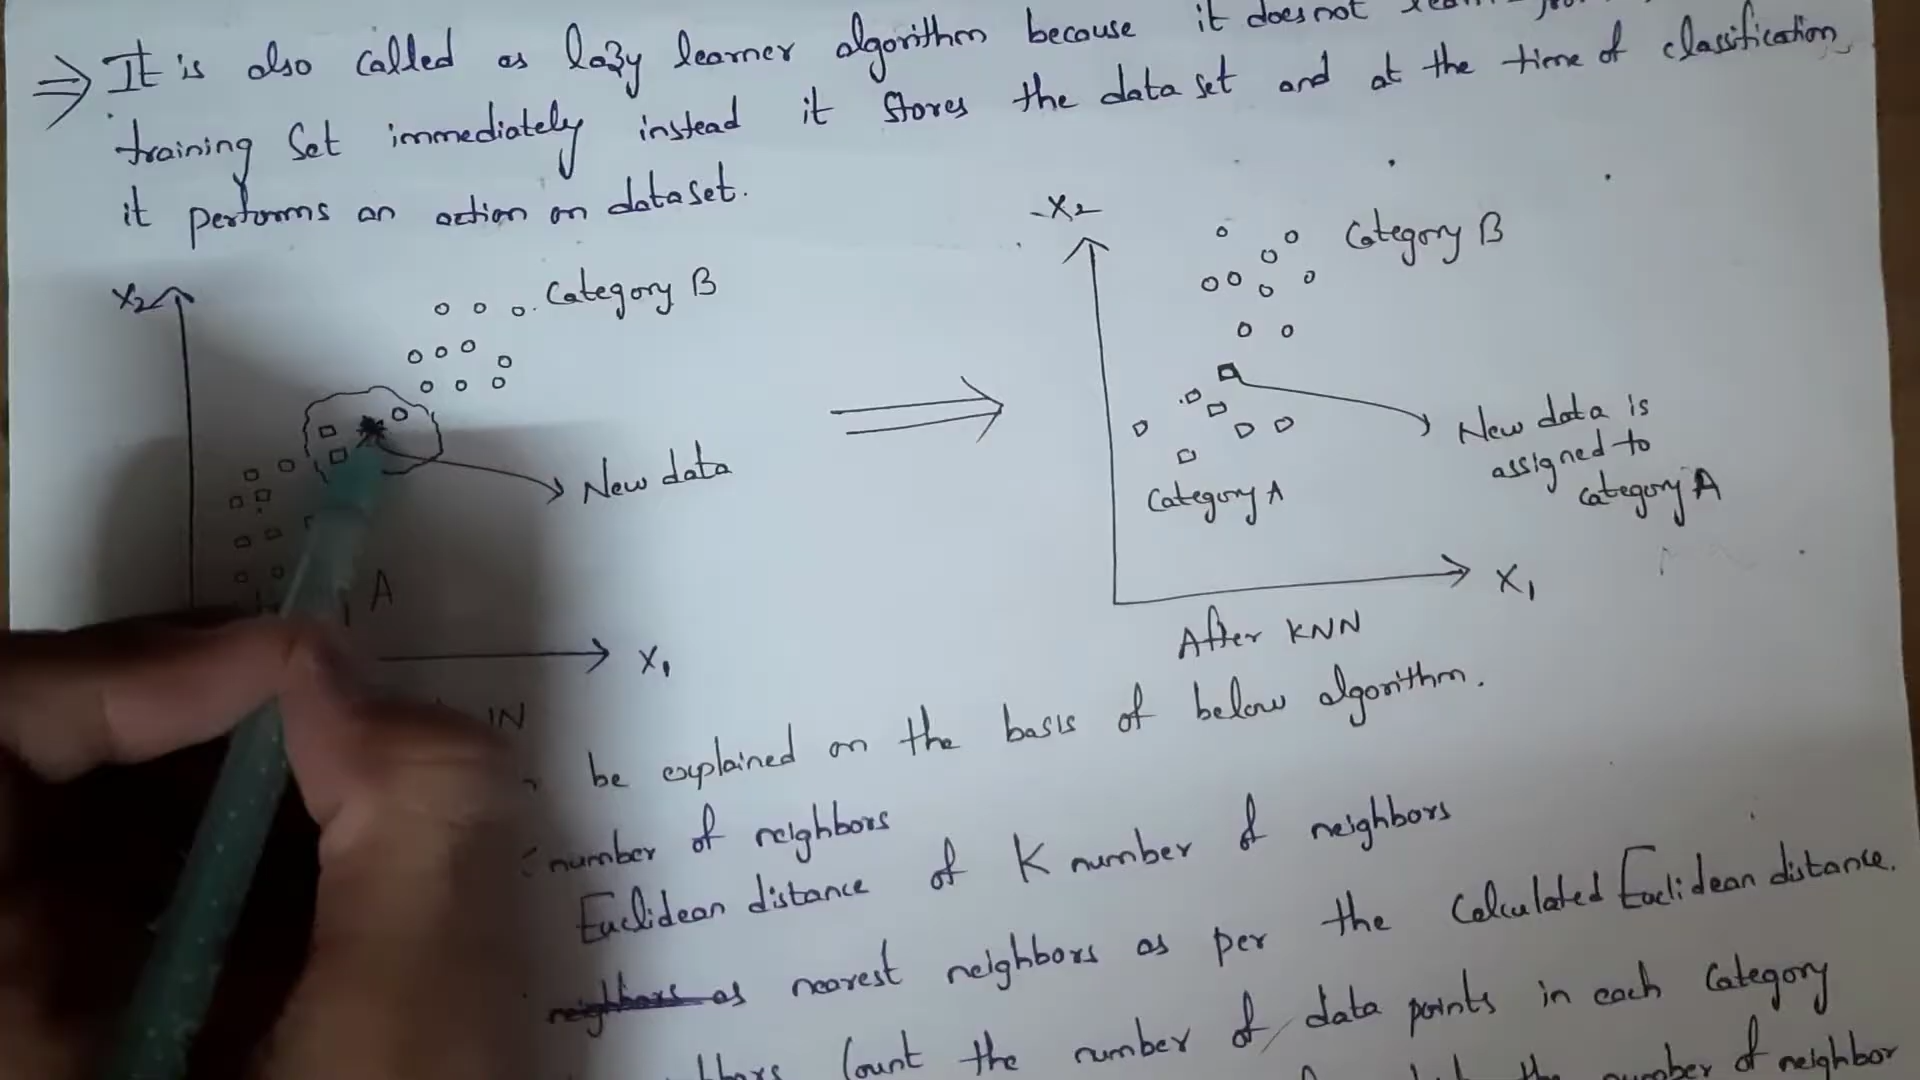 ⇒ It is also called as lazy learner algorithm because it does not
training Set immediately instead it stores the data set and at the time of classification,
it performs an action on dataset.
X2
Category B
New data
A
X1
IN
X2
Category B
New data is
assigned to
category A
Category A
X1
After KNN
be explained on the basis of below algorithm.
number of neighbors
Euclidean distance of K number of neighbors
as nearest neighbors as per the Calculated Euclidean distance.
Count the number of data points in each Category
number of neighbor